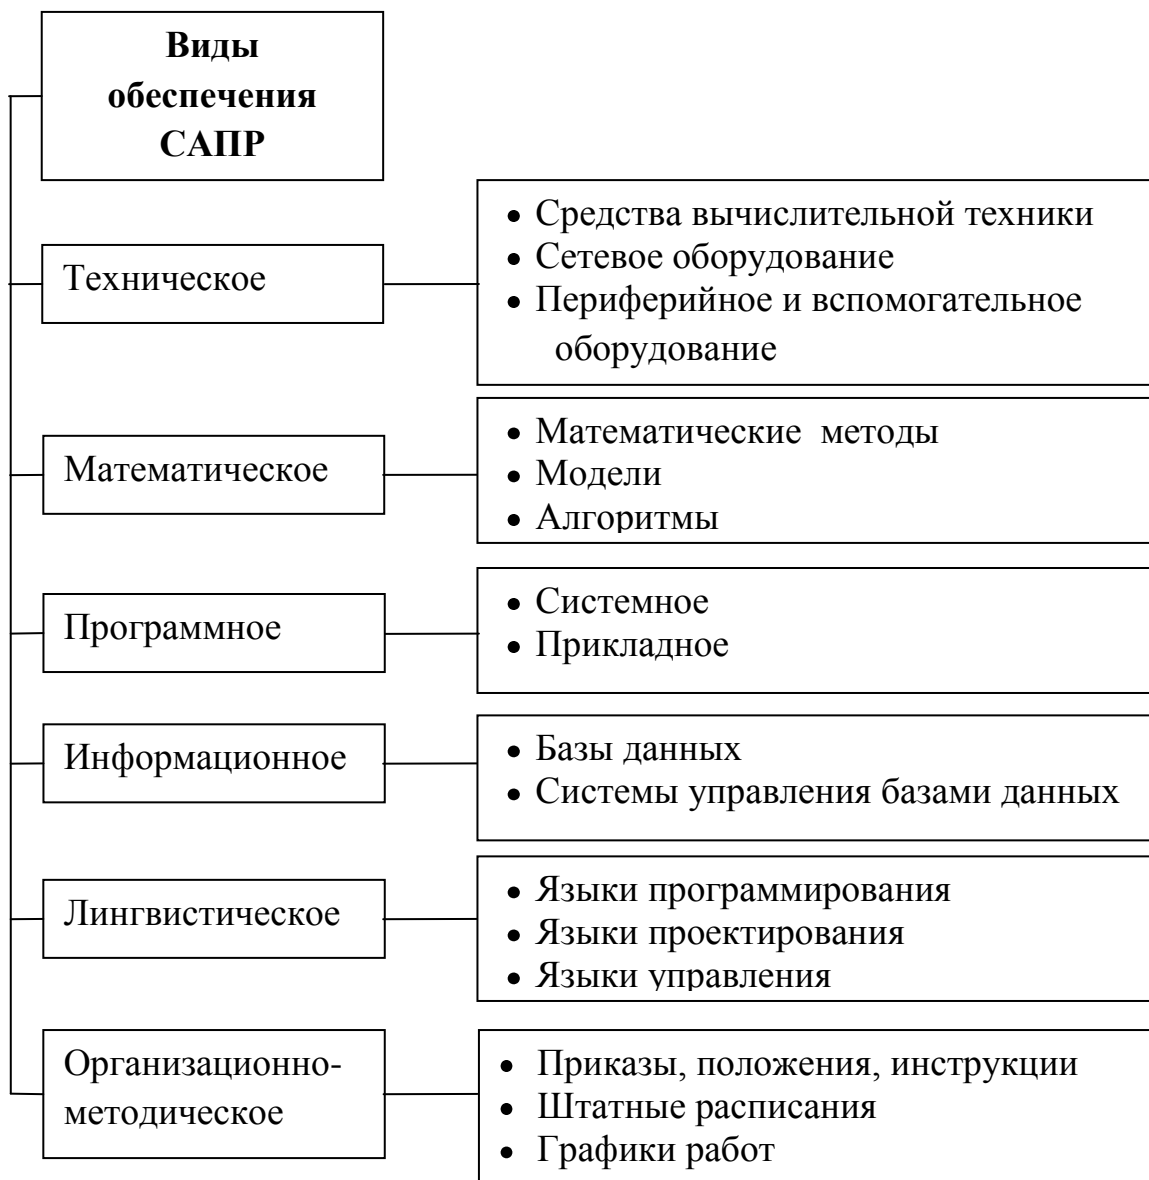 Виды
обеспечения
САПР
Техническое
• Средства вычислительной техники
• Сетевое оборудование
• Периферийное и вспомогательное
оборудование
Математическое
• Математические методы
• Модели
• Алгоритмы
Программное
• Системное
• Прикладное
Информационное
• Базы данных
• Системы управления базами данных
Лингвистическое
• Языки программирования
• Языки проектирования
• Языки управления
Организационно-
методическое
• Приказы, положения, инструкции
• Штатные расписания
• Графики работ